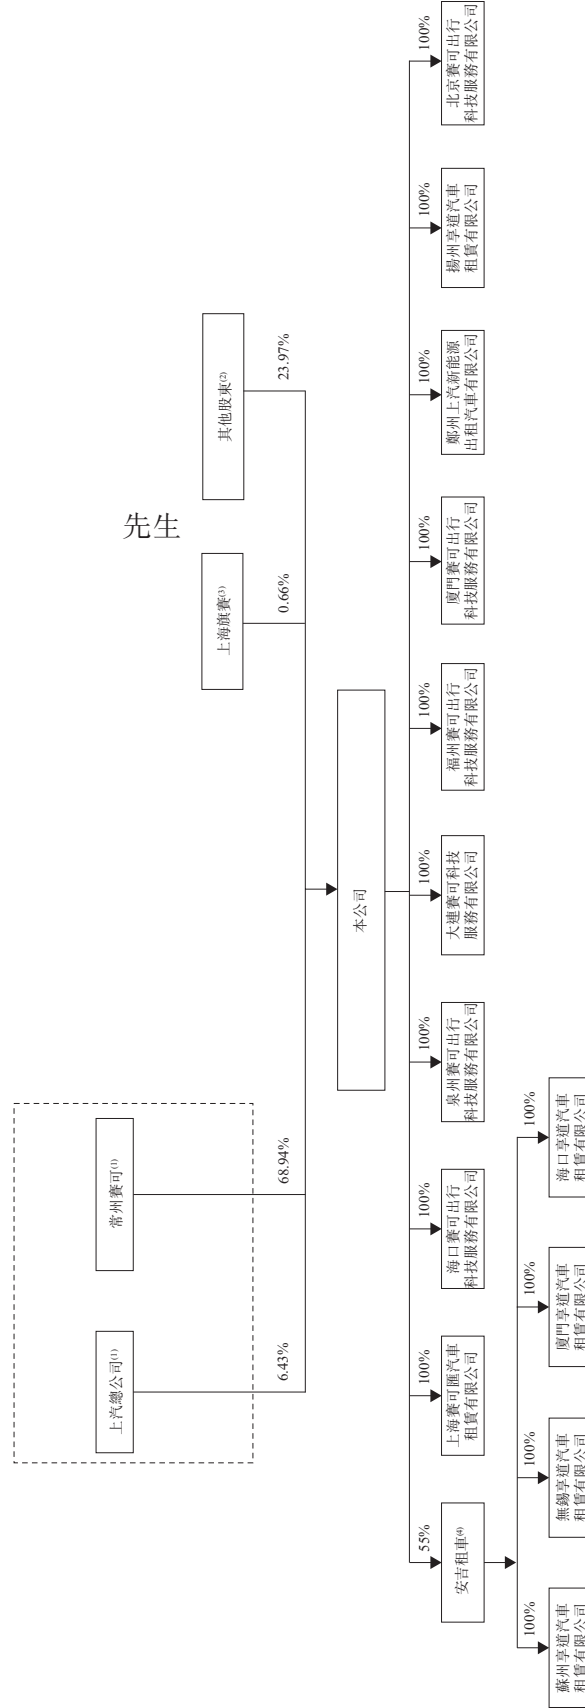 上汽總公司(1)
常州賽可(1)
上海旗賽(3)
其他股東(2)
先生
6.43%
68.94%
0.66%
23.97%
本公司
55%
100%
100%
100%
100%
100%
100%
100%
100%
100%
安吉租車(4)
上海賽可匯汽車
租賃有限公司
海口賽可出行
科技服務有限公司
泉州賽可出行
科技服務有限公司
大連賽可科技
服務有限公司
福州賽可出行
科技服務有限公司
廈門賽可出行
科技服務有限公司
鄭州上汽新能源
出租汽車有限公司
揚州享道汽車
租賃有限公司
北京賽可出行
科技服務有限公司
100%
100%
100%
100%
蘇州享道汽車
租賃有限公司
無錫享道汽車
租賃有限公司
廈門享道汽車
租賃有限公司
海口享道汽車
租賃有限公司